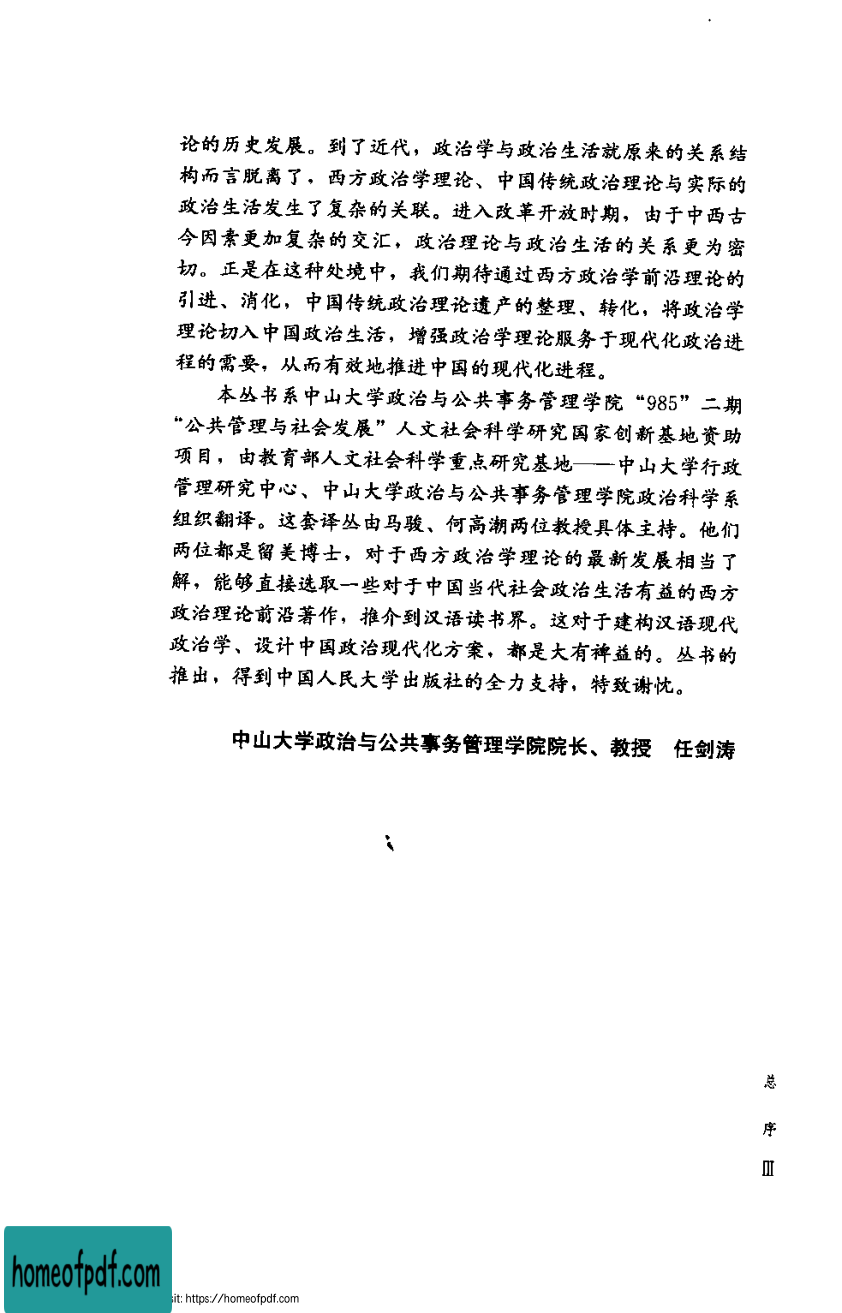 论的历史发展。到了近代，政治学与政治生活就原来的关系结
构而言脱离了，西方政治学理论、中国传统政治理论与实际的
政治生活发生了复杂的关联。进入改革开放时期，由于中西古
今因素更加复杂的交汇，政治理论与政治生活的关系更为密
切。正是在这种处境中，我们期待通过西方政治学前沿理论的
引进、消化，中国传统政治理论遗产的整理、转化，将政治学
理论切入中国政治生活，增强政治学理论服务于现代化政治进
程的需要，从而有效地推进中国的现代化进程。
本丛书系中山大学政治与公共事务管理学院“985”二期
“公共管理与社会发展”人文社会科学研究国家创新基地资助
项目，由教育部人文社会科学重点研究基地——中山大学行政
管理研究中心、中山大学政治与公共事务管理学院政治科学系
组织翻译。这套译丛由马骏、何高潮两位教授具体主持。他们
两位都是留美博士，对于西方政治学理论的最新发展相当了
解，能够直接选取一些对于中国当代社会政治生活有益的西方
政治理论前沿著作，推介到汉语读书界。这对于建构汉语现代
政治学、设计中国政治现代化方案，都是大有裨益的。丛书的
推出，得到中国人民大学出版社的全力支持，特致谢忱。
中山大学政治与公共事务管理学院院长、教授 任剑涛
总
序
III
homeofpdf.com
sit: https://homeofpdf.com